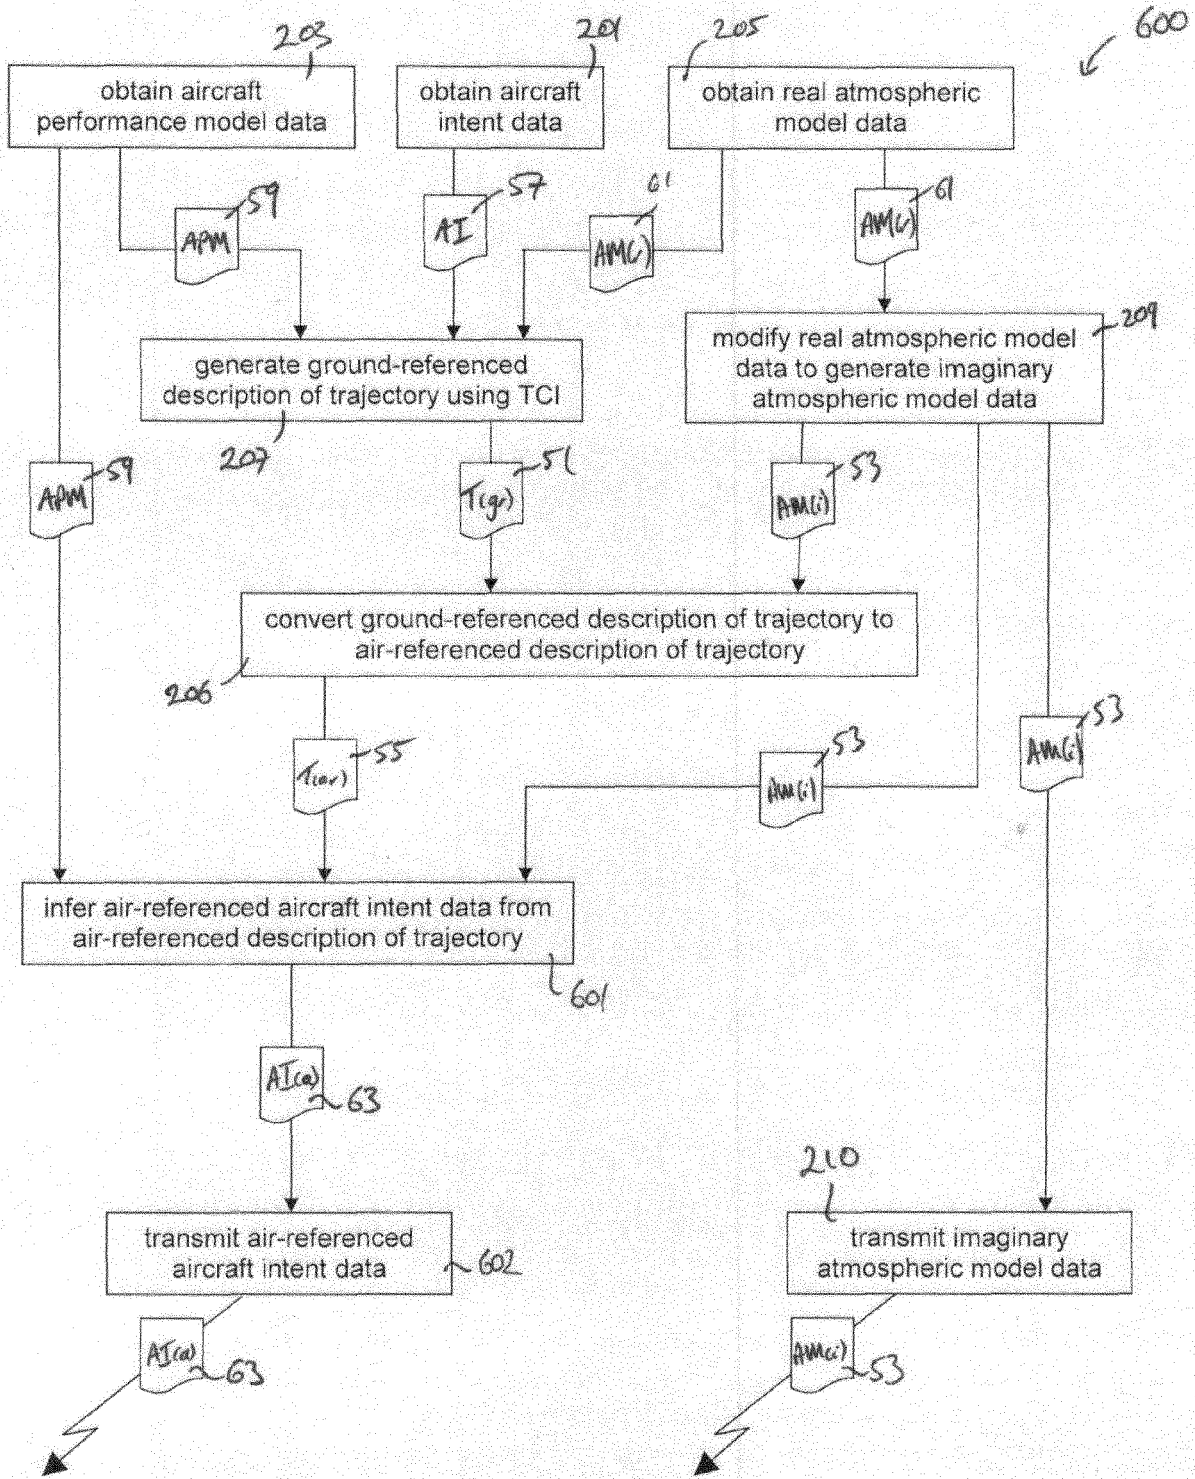 203
201
205
600
obtain aircraft
performance model data
obtain aircraft
intent data
obtain real atmospheric
model data
59
APM
57
AI
61
AM(r)
61
AM(r)
generate ground-referenced
description of trajectory using TCI
207
modify real atmospheric model
data to generate imaginary
atmospheric model data
209
59
APM
51
T(gr)
53
AM(i)
convert ground-referenced description of trajectory to
air-referenced description of trajectory
206
55
T(ar)
53
AM(i)
53
AM(i)
infer air-referenced aircraft intent data from
air-referenced description of trajectory
601
AI(a)
63
210
transmit air-referenced
aircraft intent data
602
transmit imaginary
atmospheric model data
AI(a)
63
AM(i)
53